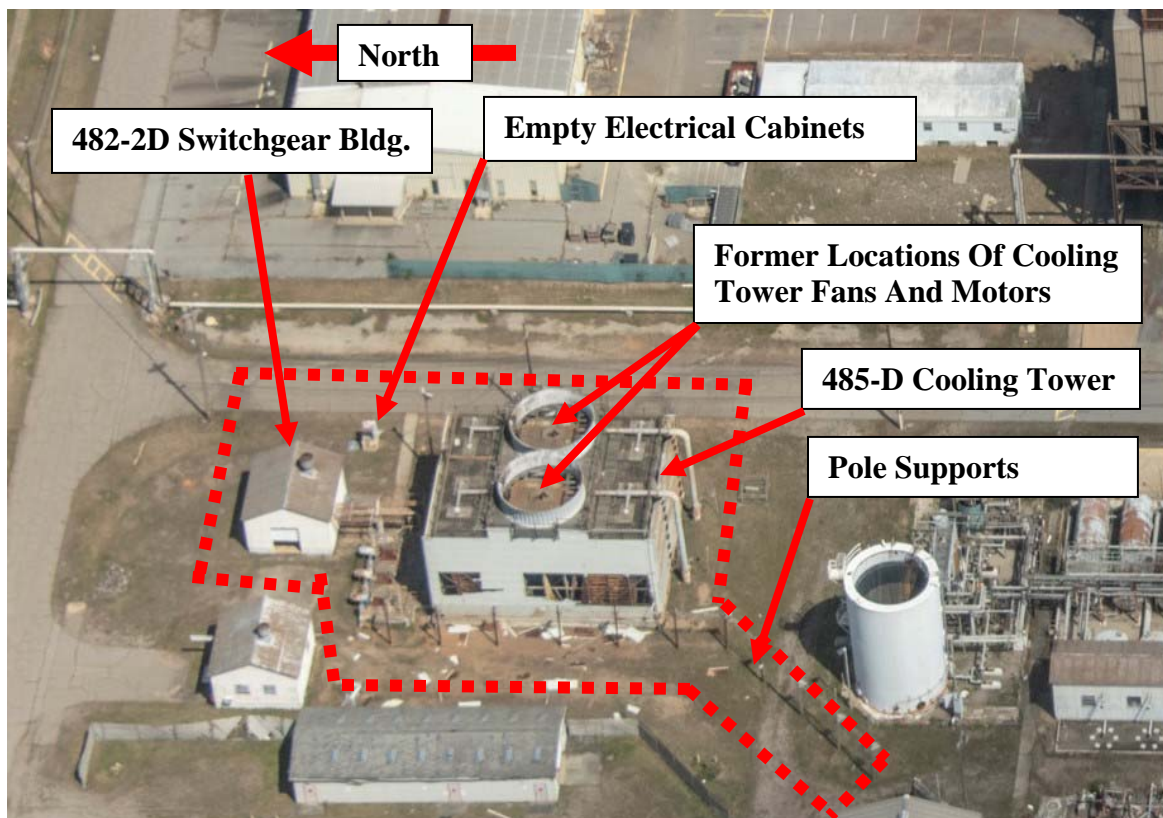 North
482-2D Switchgear Bldg.
Empty Electrical Cabinets
Former Locations Of Cooling
Tower Fans And Motors
485-D Cooling Tower
Pole Supports